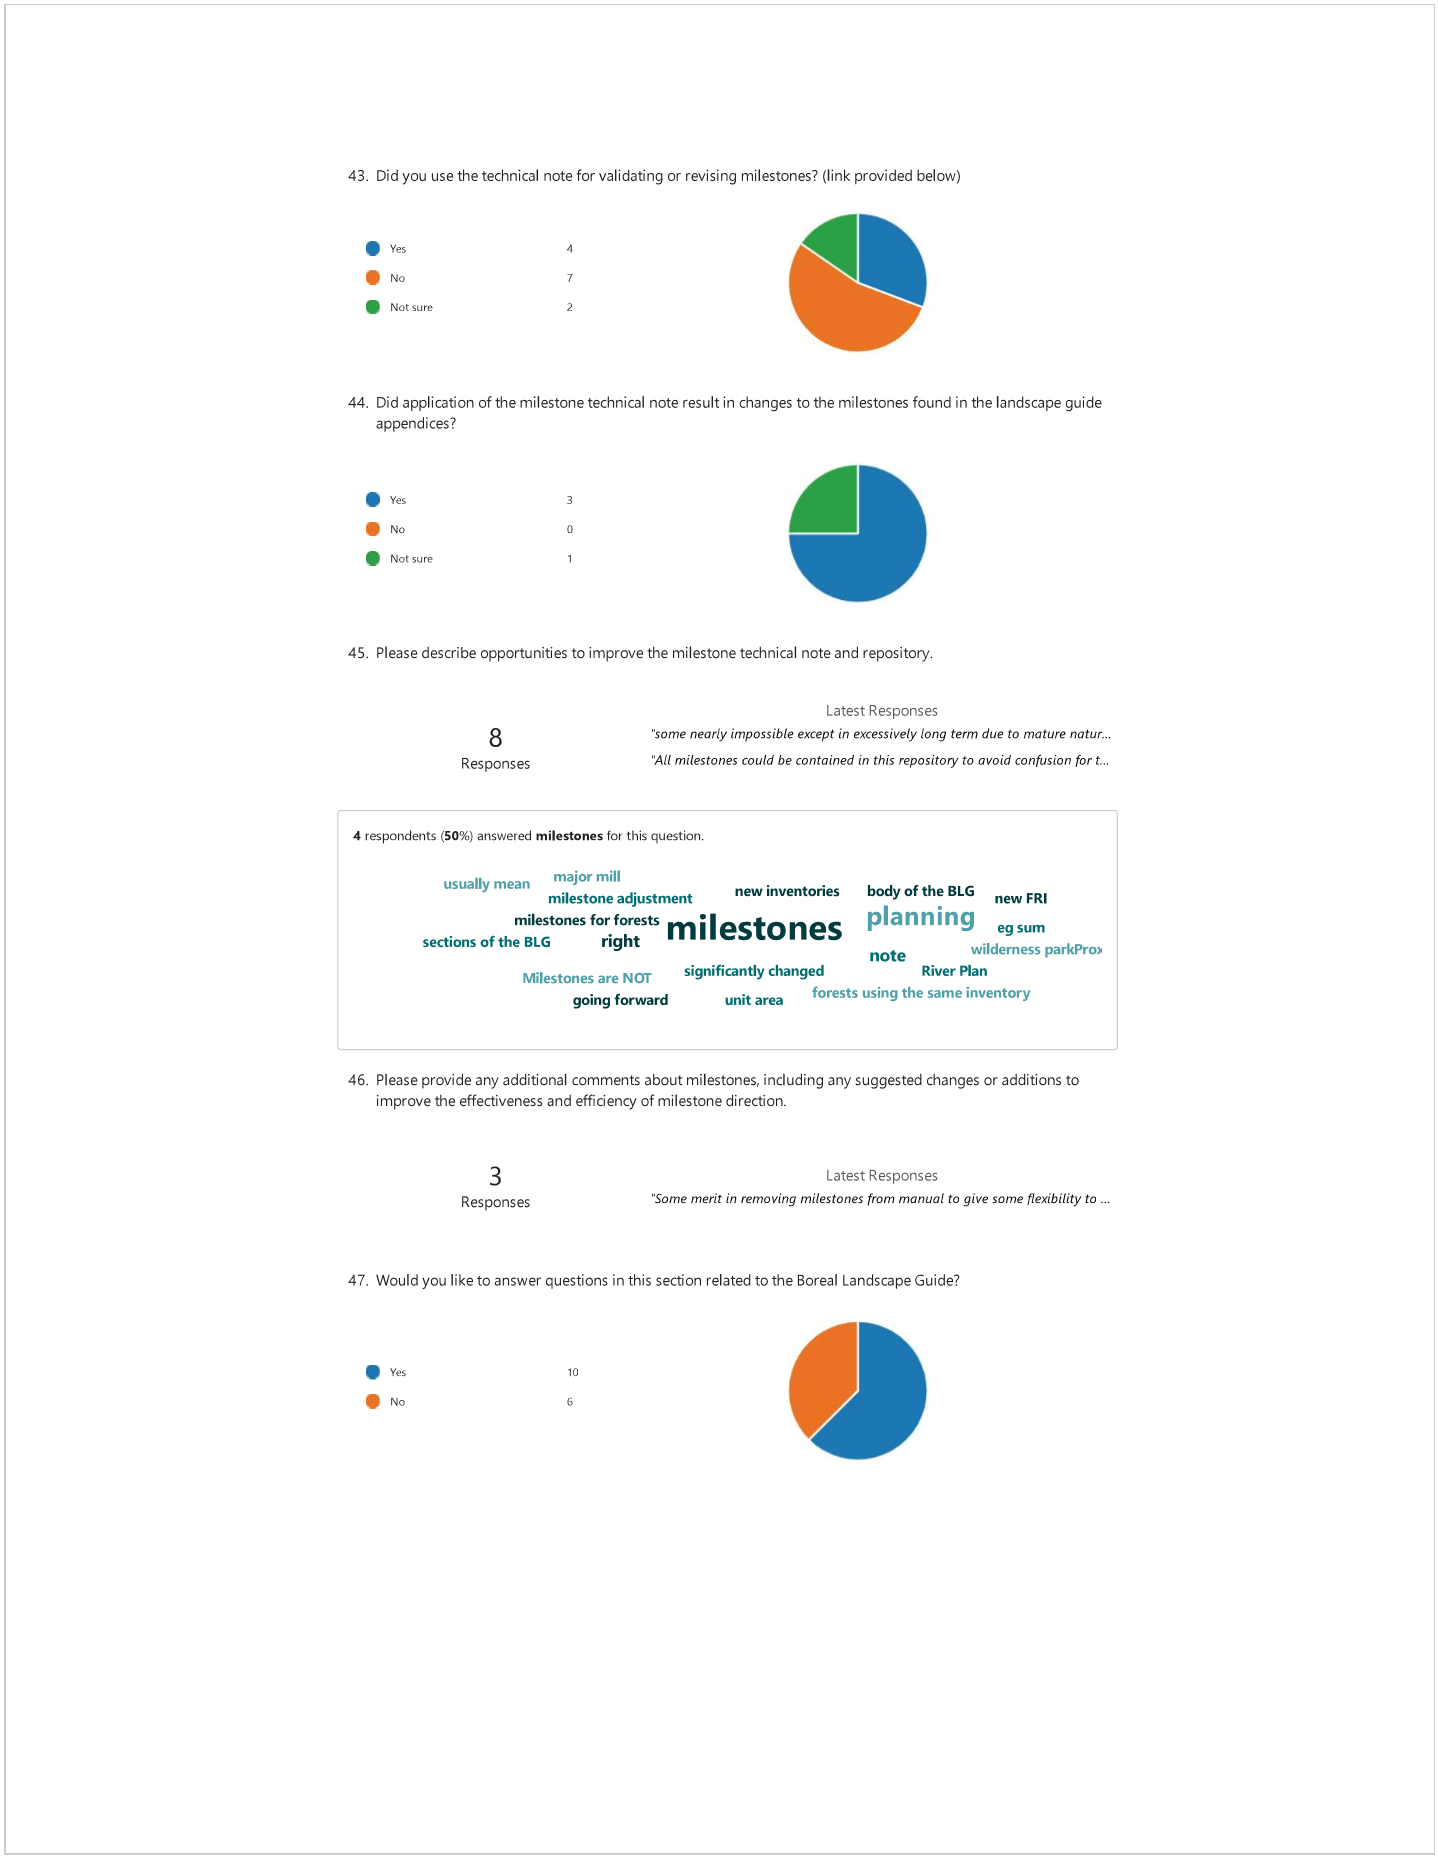 43. Did you use the technical note for validating or revising milestones? (link provided below)
Yes 4
No 7
Not sure 2
44. Did application of the milestone technical note result in changes to the milestones found in the landscape guide
appendices?
Yes 3
No 0
Not sure 1
45. Please describe opportunities to improve the milestone technical note and repository.
Latest Responses
8
Responses
"some nearly impossible except in excessively long term due to mature natur...
"All milestones could be contained in this repository to avoid confusion for t...
4 respondents (50%) answered milestones for this question.
usually mean
major mill
milestone adjustment
new inventories
body of the BLG
new FRI
milestones for forests
milestones
planning
eg sum
sections of the BLG
right
note
wilderness parkProx
Milestones are NOT
significantly changed
River Plan
going forward
unit area
forests using the same inventory
46. Please provide any additional comments about milestones, including any suggested changes or additions to
improve the effectiveness and efficiency of milestone direction.
3
Responses
Latest Responses
"Some merit in removing milestones from manual to give some flexibility to ...
47. Would you like to answer questions in this section related to the Boreal Landscape Guide?
Yes 10
No 6